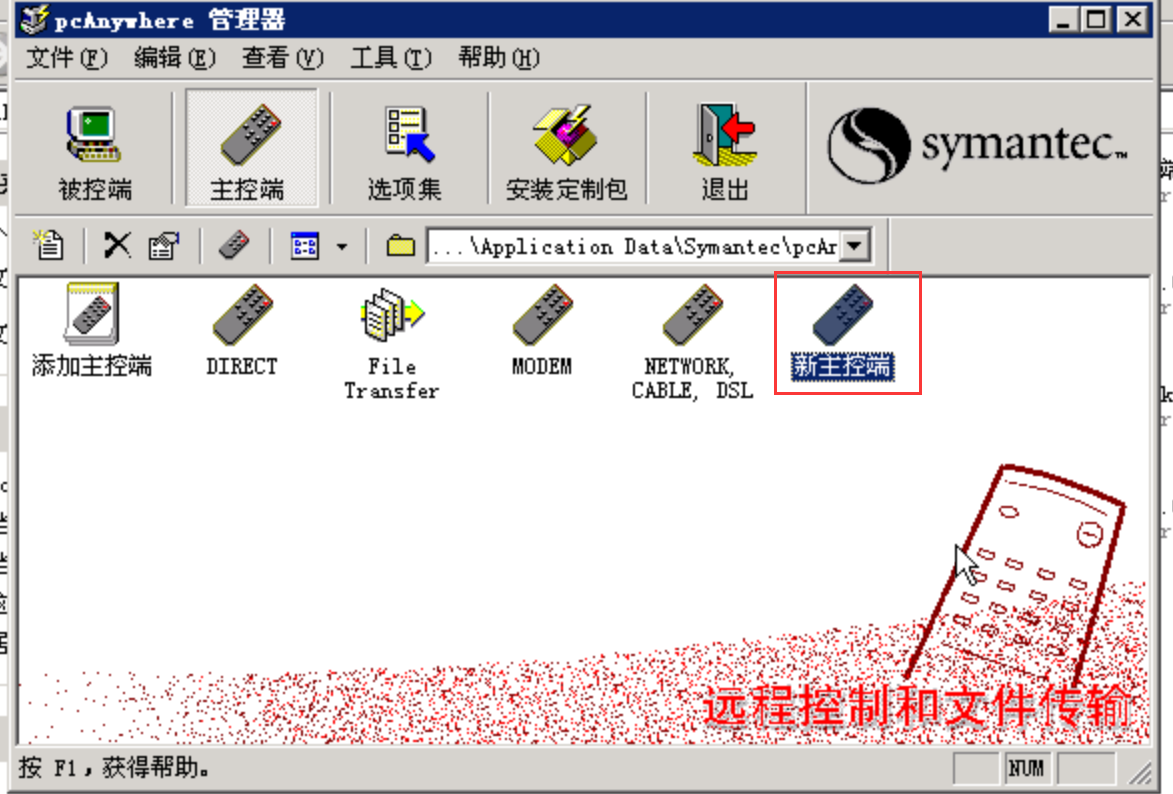 pcAnywhere 管理器
文件(F) 编辑(E) 查看(V) 工具(T) 帮助(H)
被控端 主控端 选项集 安装定制包 退出 symantec™
...\Application Data\Symantec\pcAr
添加主控端 DIRECT File MODEM NETWORK, 新主控端
Transfer CABLE, DSL
远程控制和文件传输
按 F1，获得帮助。 NUM